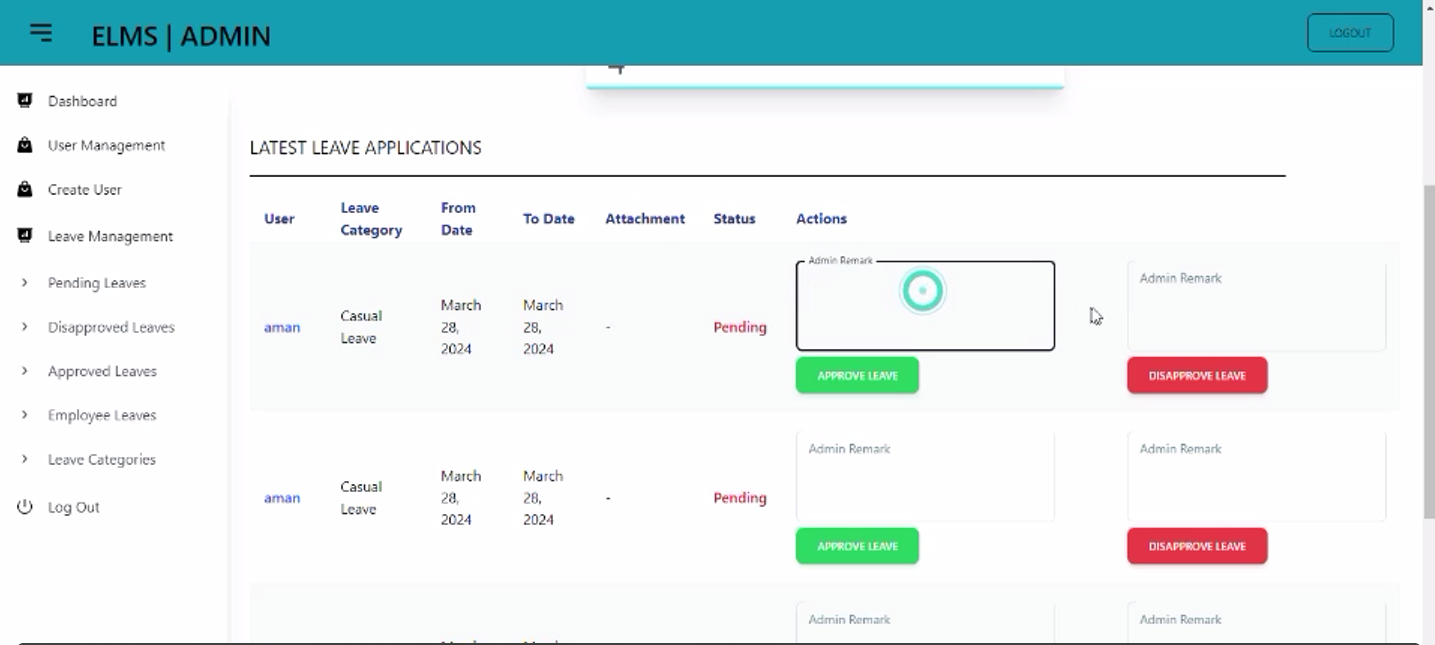 ELMS | ADMIN
LOGOUT
Dashboard
User Management
Create User
Leave Management
Pending Leaves
Disapproved Leaves
Approved Leaves
Employee Leaves
Leave Categories
Log Out
LATEST LEAVE APPLICATIONS
User
Leave
Category
From
Date
To Date
Attachment
Status
Actions
aman
Casual
Leave
March
28,
2024
March
28,
2024
-
Pending
Admin Remark
APPROVE LEAVE
Admin Remark
DISAPPROVE LEAVE
aman
Casual
Leave
March
28,
2024
March
28,
2024
-
Pending
Admin Remark
APPROVE LEAVE
Admin Remark
DISAPPROVE LEAVE
Admin Remark
Admin Remark